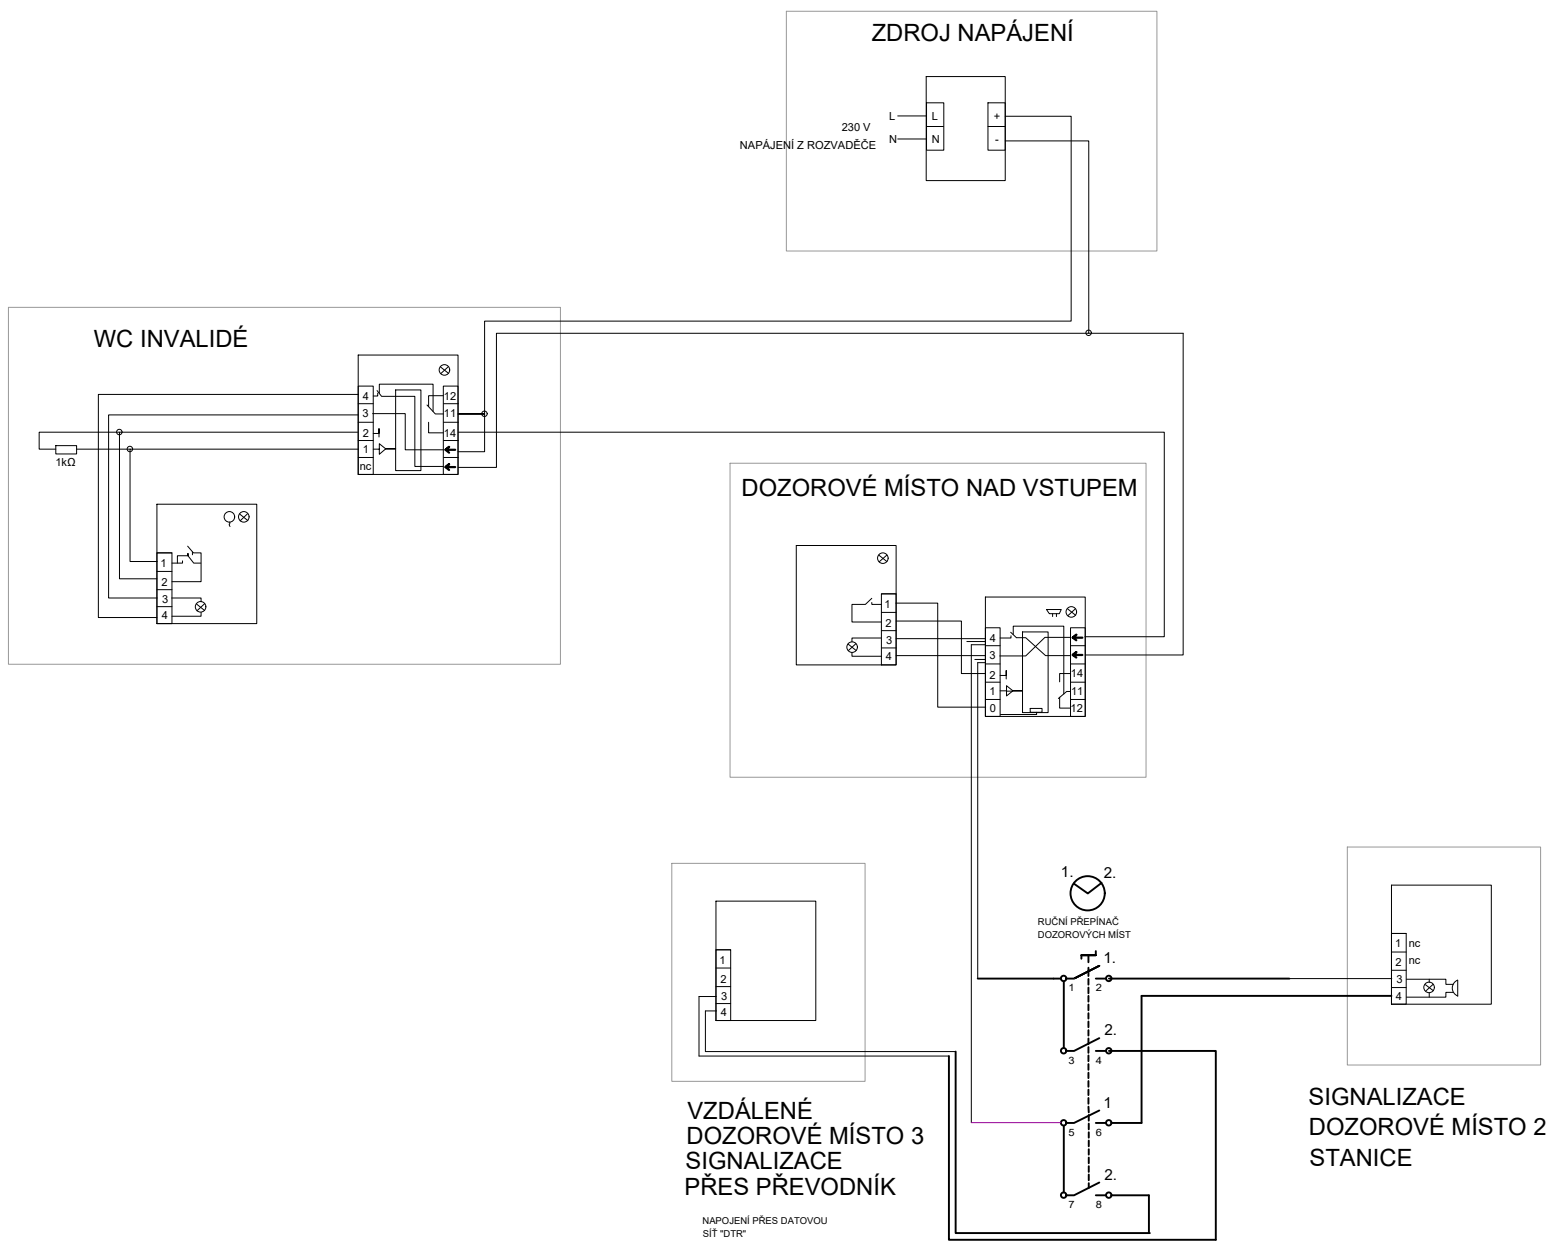 ZDROJ NAPÁJENÍ
L
L
+
230 V
N
N
-
NAPÁJENÍ Z ROZVADĚČE
WC INVALIDÉ
4
12
3
11
2
14
1
nc
1kΩ
1
2
3
4
DOZOROVÉ MÍSTO NAD VSTUPEM
1
2
3
4
4
3
2
14
1
11
0
12
1
2
3
4
VZDÁLENÉ
DOZOROVÉ MÍSTO 3
SIGNALIZACE
PŘES PŘEVODNÍK
NAPOJENÍ PŘES DATOVOU
SÍŤ "DTR"
1. 2.
RUČNÍ PŘEPÍNAČ
DOZOROVÝCH MÍST
1.
1 2
2.
3 4
1
5 6
2.
7 8
1 nc
2 nc
3
4
SIGNALIZACE
DOZOROVÉ MÍSTO 2
STANICE